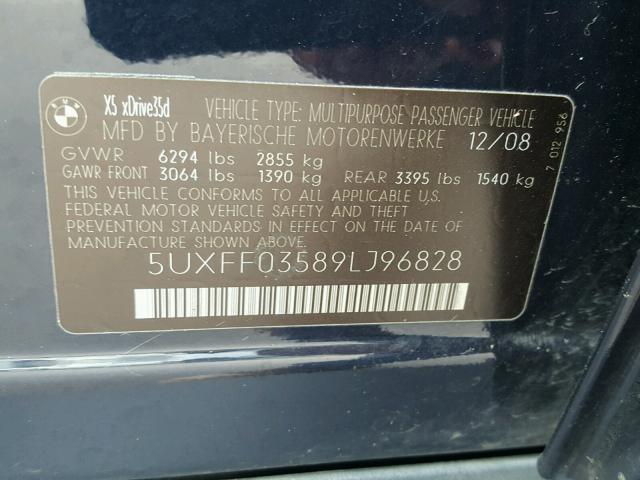 BMW
X5 xDrive35d
VEHICLE TYPE: MULTIPURPOSE PASSENGER VEHICLE
MFD BY BAYERISCHE MOTORENWERKE 12/08
GVWR 6294 lbs 2855 kg
GAWR FRONT 3064 lbs 1390 kg REAR 3395 lbs 1540 kg
THIS VEHICLE CONFORMS TO ALL APPLICABLE U.S.
FEDERAL MOTOR VEHICLE SAFETY AND THEFT
PREVENTION STANDARDS IN EFFECT ON THE
DATE OF MANUFACTURE SHOWN ABOVE.
5UXFF03589LJ96828
7 012 956